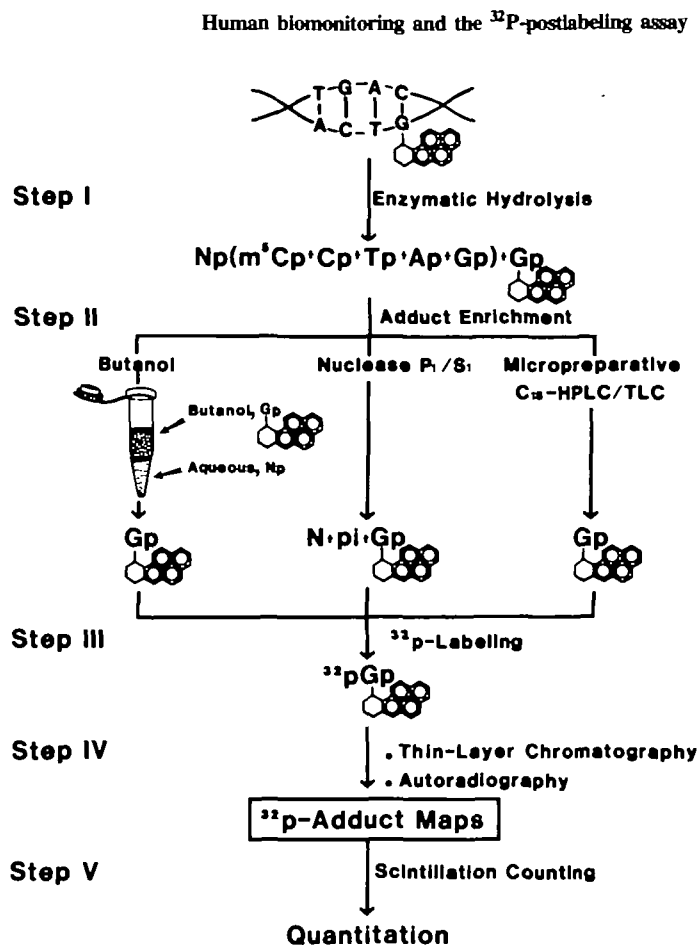 Human biomonitoring and the ³²P-postlabeling assay
T G A C
A C T G
Step I
Enzymatic Hydrolysis
Np(m⁵Cp+Cp+Tp+Ap+Gp)+Gp
Step II
Adduct Enrichment
Butanol
Nuclease P₁/S₁
Micropreparative
C₁₈-HPLC/TLC
Butanol, Gp
Aqueous, Np
Gp
N+pi+Gp
Gp
Step III
³²p-Labeling
³²pGp
Step IV
. Thin-Layer Chromatography
. Autoradiography
³²p-Adduct Maps
Step V
Scintillation Counting
Quantitation